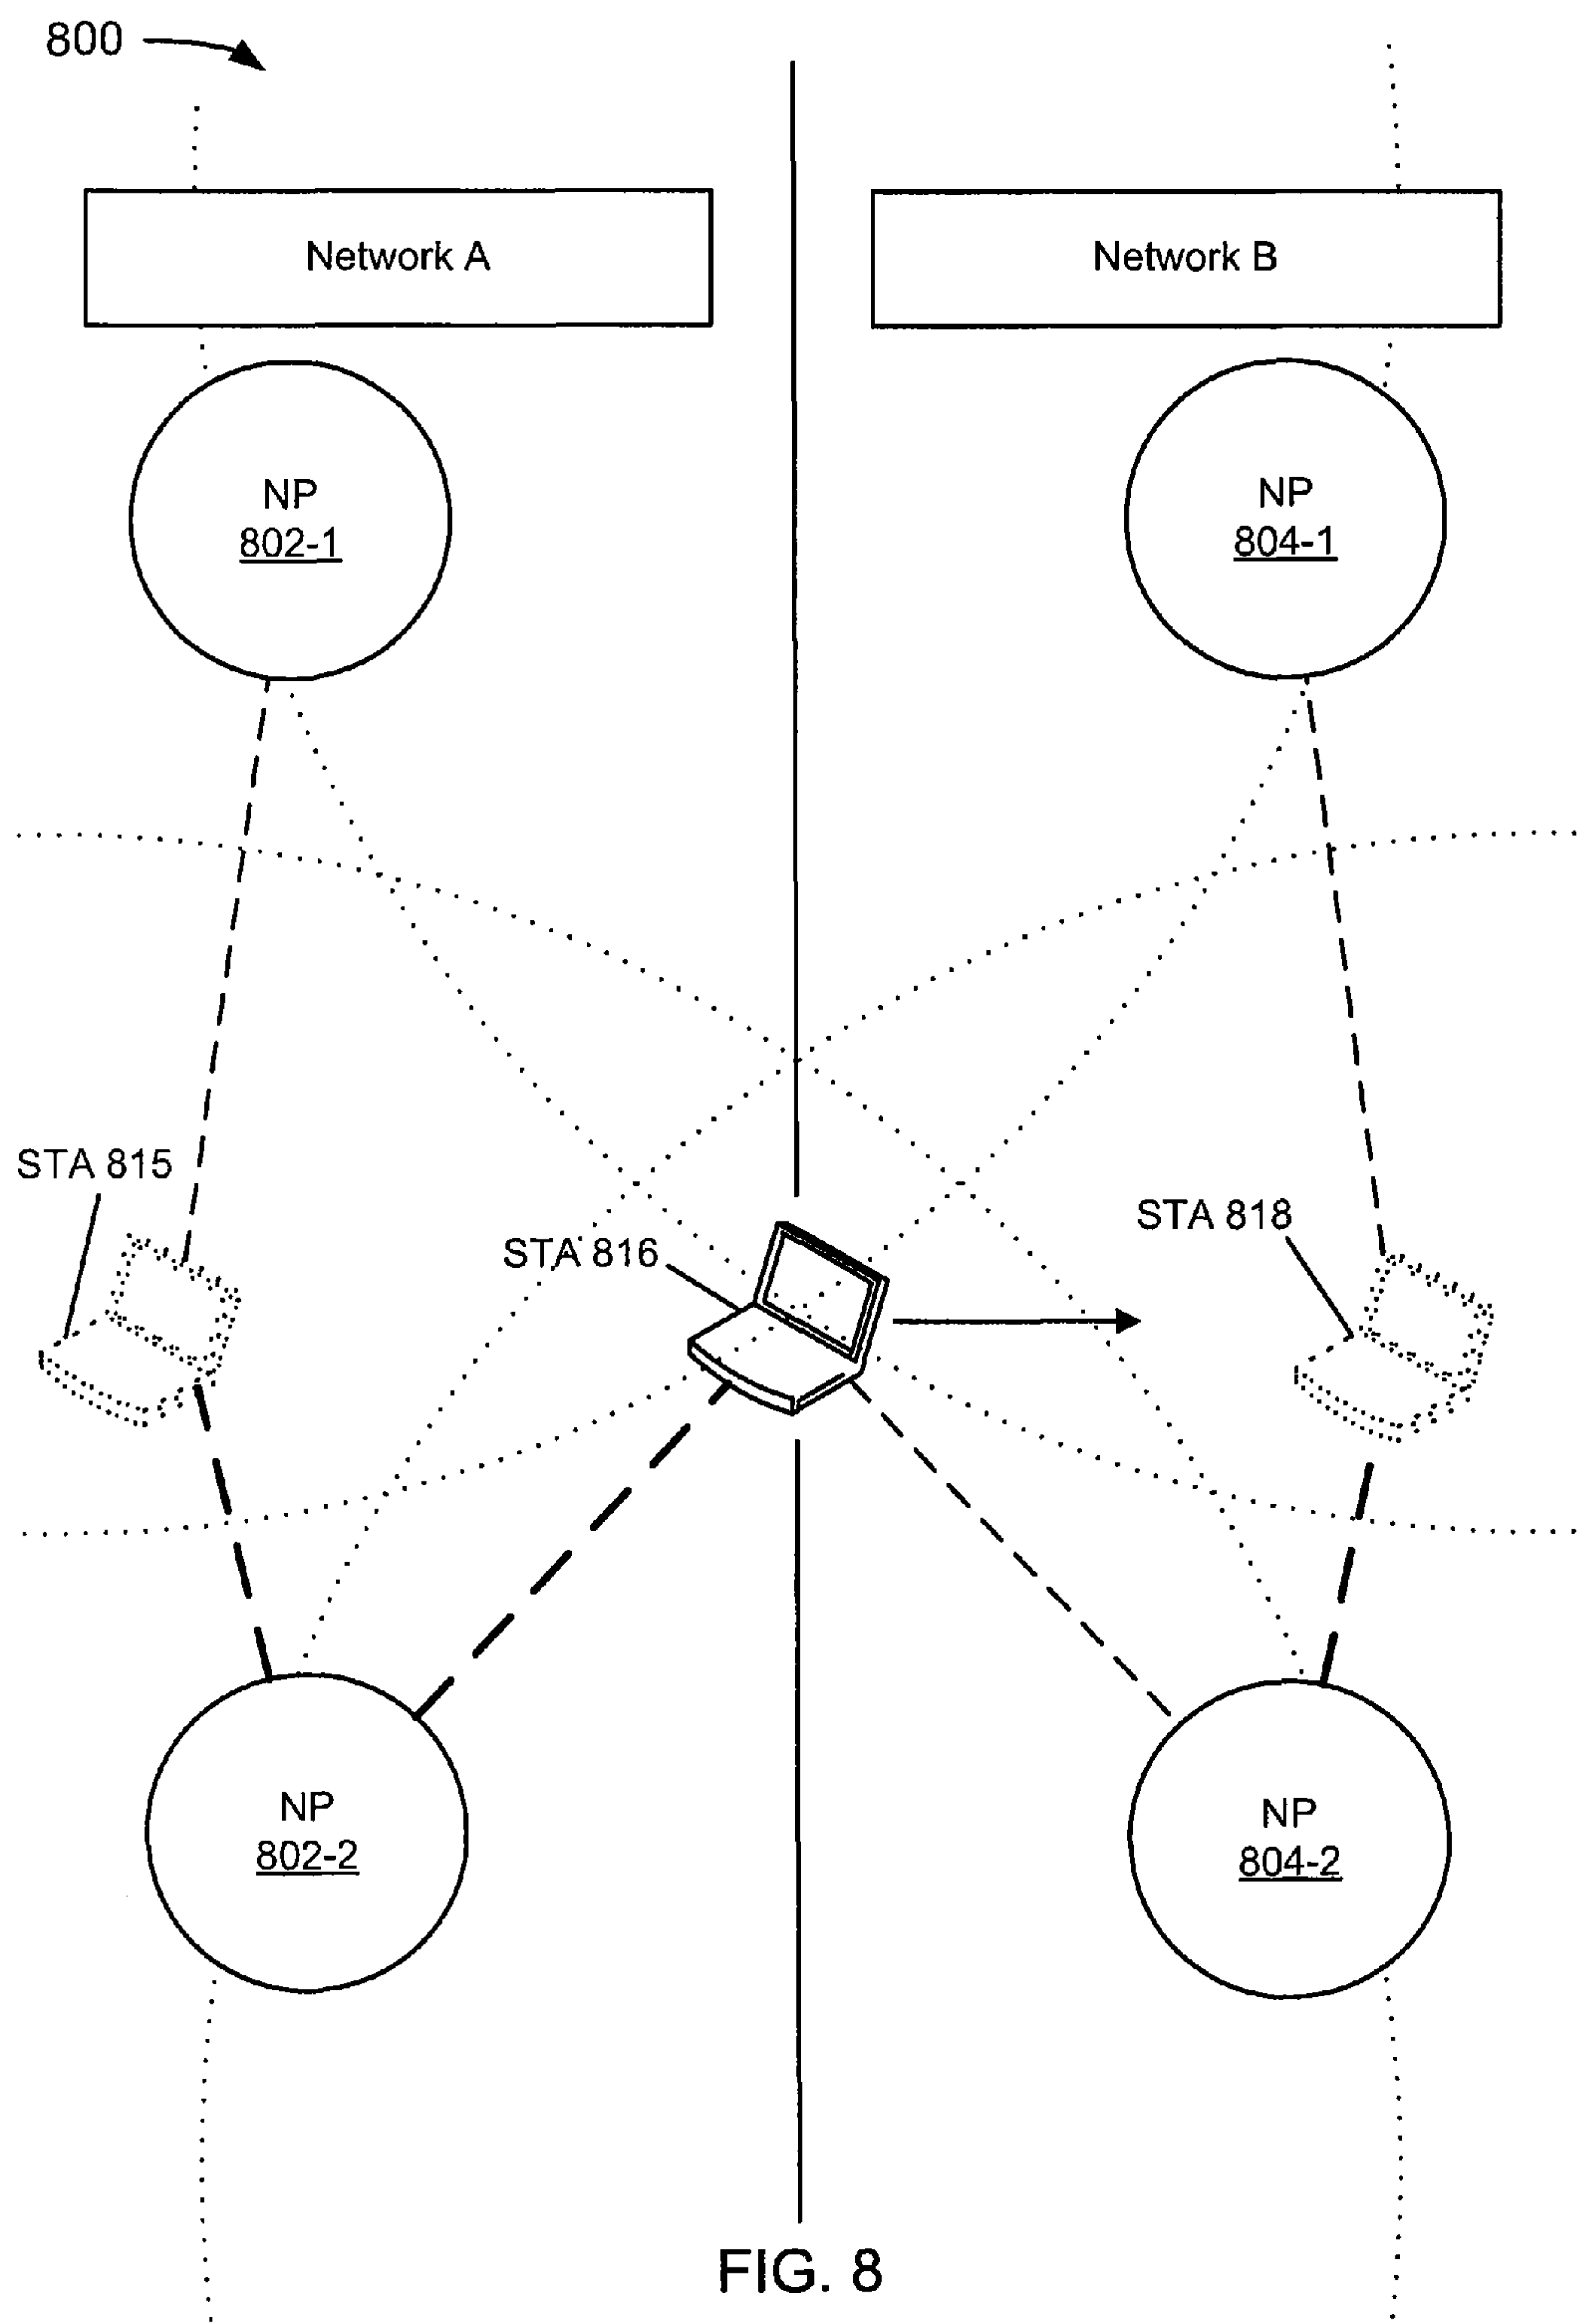 800
Network A
Network B
NP
802-1
NP
804-1
STA 815
STA 816
STA 818
NP
802-2
NP
804-2
FIG. 8